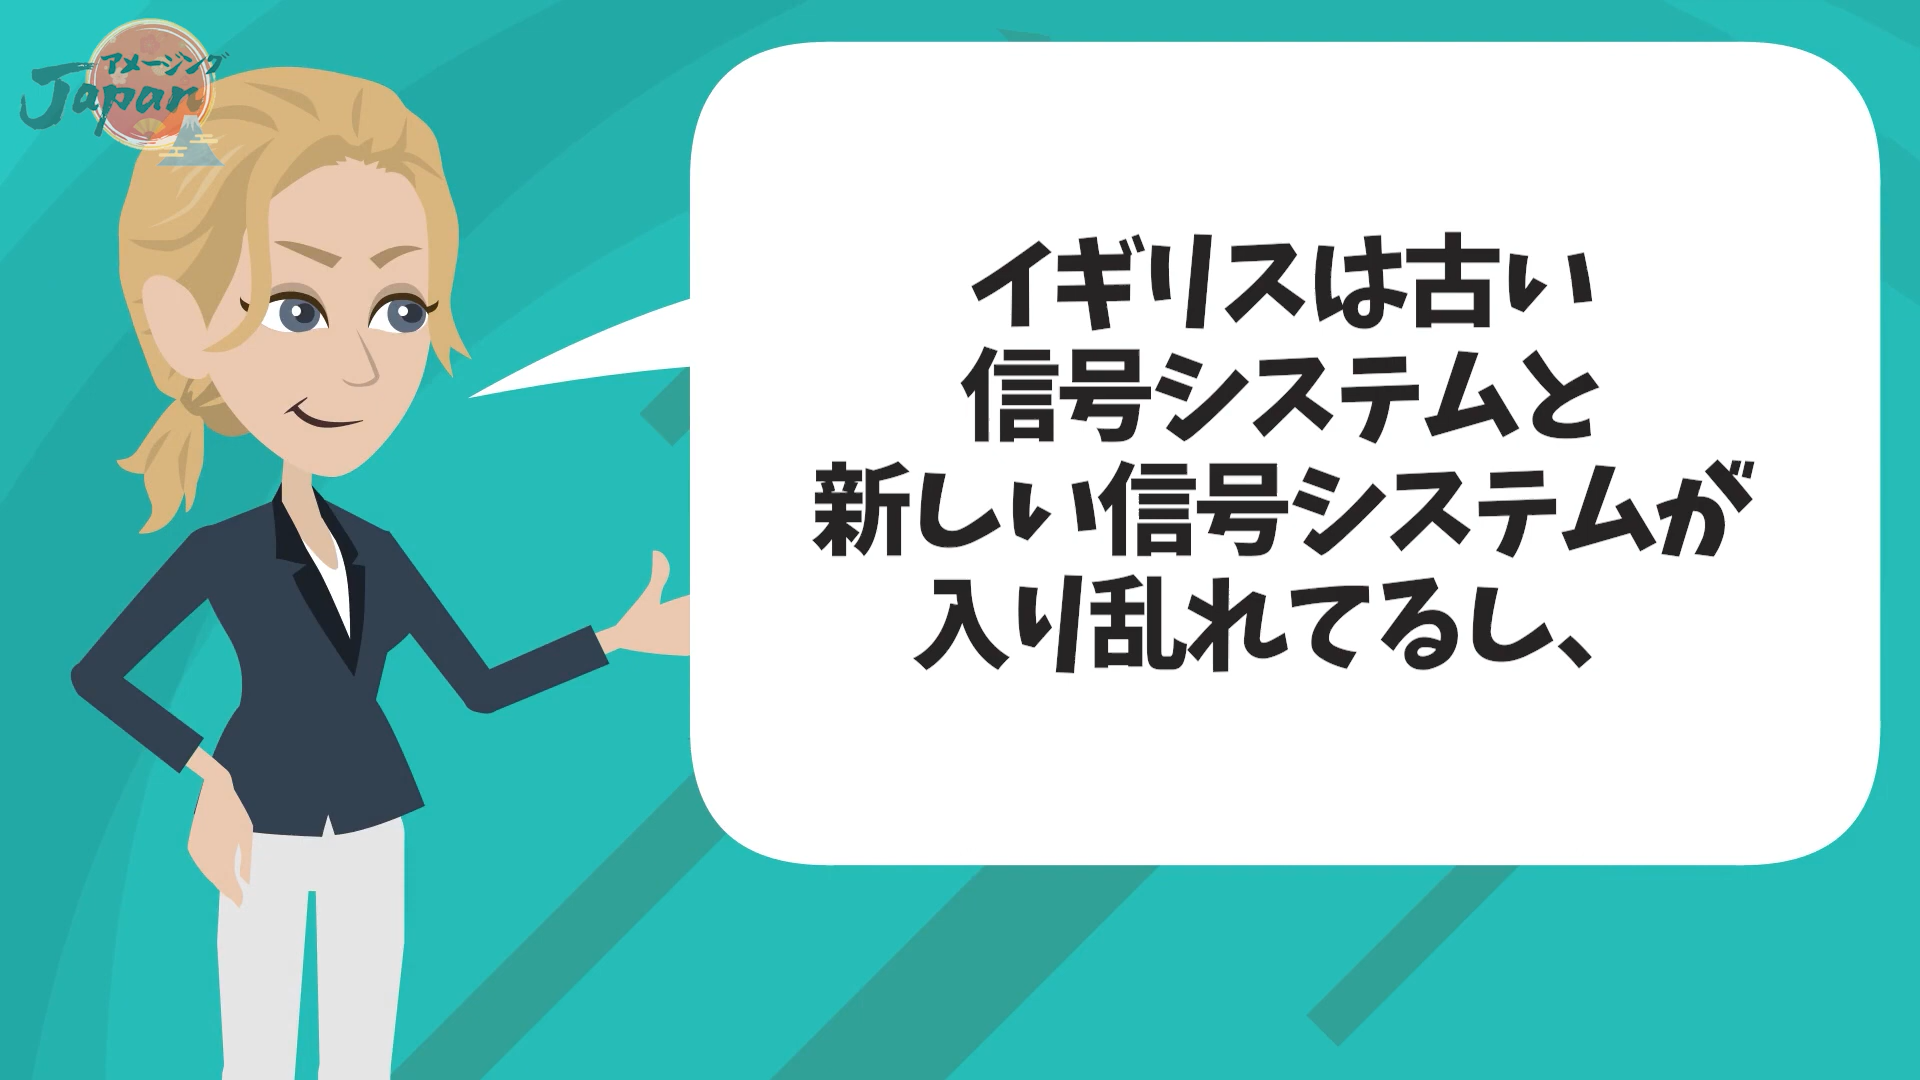 アメージング
Japan
イギリスは古い
信号システムと
新しい信号システムが
入り乱れてるし、